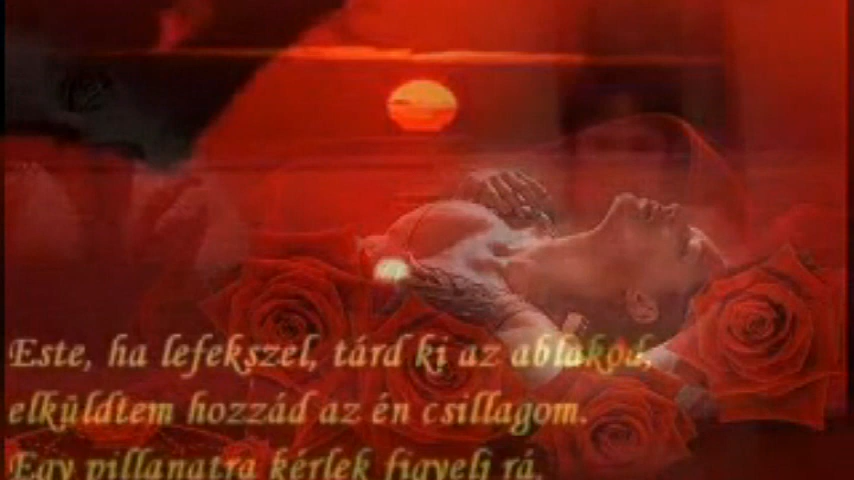 Este, ha lefekszel, tárd ki az ablakod,
elküldtem hozzád az én csillagom.
Egy pillanatra kérlek figyelj rá,